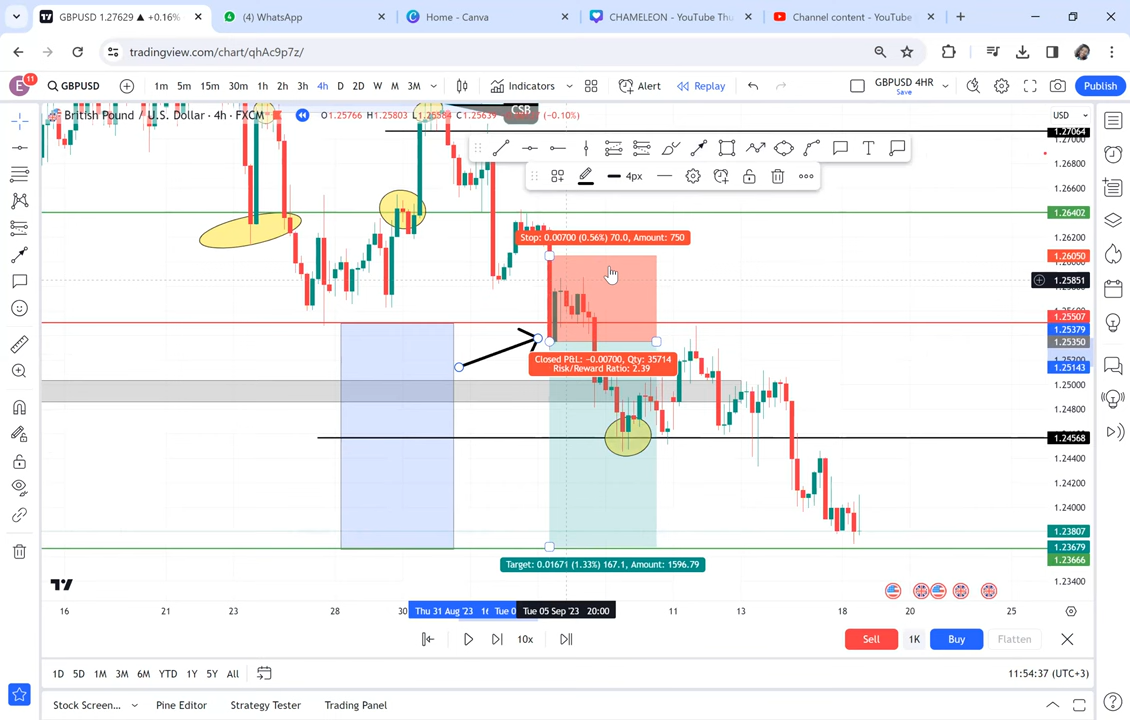 GBPUSD 1.27629 ▲ +0.16%
(4) WhatsApp
Home - Canva
CHAMELEON - YouTube Thu
Channel content - YouTube
tradingview.com/chart/qhAc9p7z/
E 11
GBPUSD
1m 5m 15m 30m 1h 2h 3h 4h D 2D W M 3M
Indicators
Alert
Replay
GBPUSD 4HR
Save
Publish
British Pound / U.S. Dollar · 4h · FXCM
O1.25766 H1.25803 L1.25584 (−0.10%)
CSB
USD
4px
Stop: 0.00700 (0.56%) 70.0, Amount: 750
Closed P&L: −0.00700, Qty: 35714
Risk/Reward Ratio: 2.39
Target: 0.01671 (1.33%) 167.1, Amount: 1596.79
1.27064
1.26800
1.26600
1.26402
1.26200
1.26050
1.25851
1.25507
1.25379
1.25350
1.25143
1.25000
1.24800
1.24568
1.24400
1.24200
1.24000
1.23807
1.23679
1.23666
1.23400
16 21 23 28 30 Thu 31 Aug '23 Tue 05 Sep '23 20:00 11 13 18 20 25
10x
Sell 1K Buy Flatten
1D 5D 1M 3M 6M YTD 1Y 5Y All
11:54:37 (UTC+3)
Stock Screen...
Pine Editor
Strategy Tester
Trading Panel